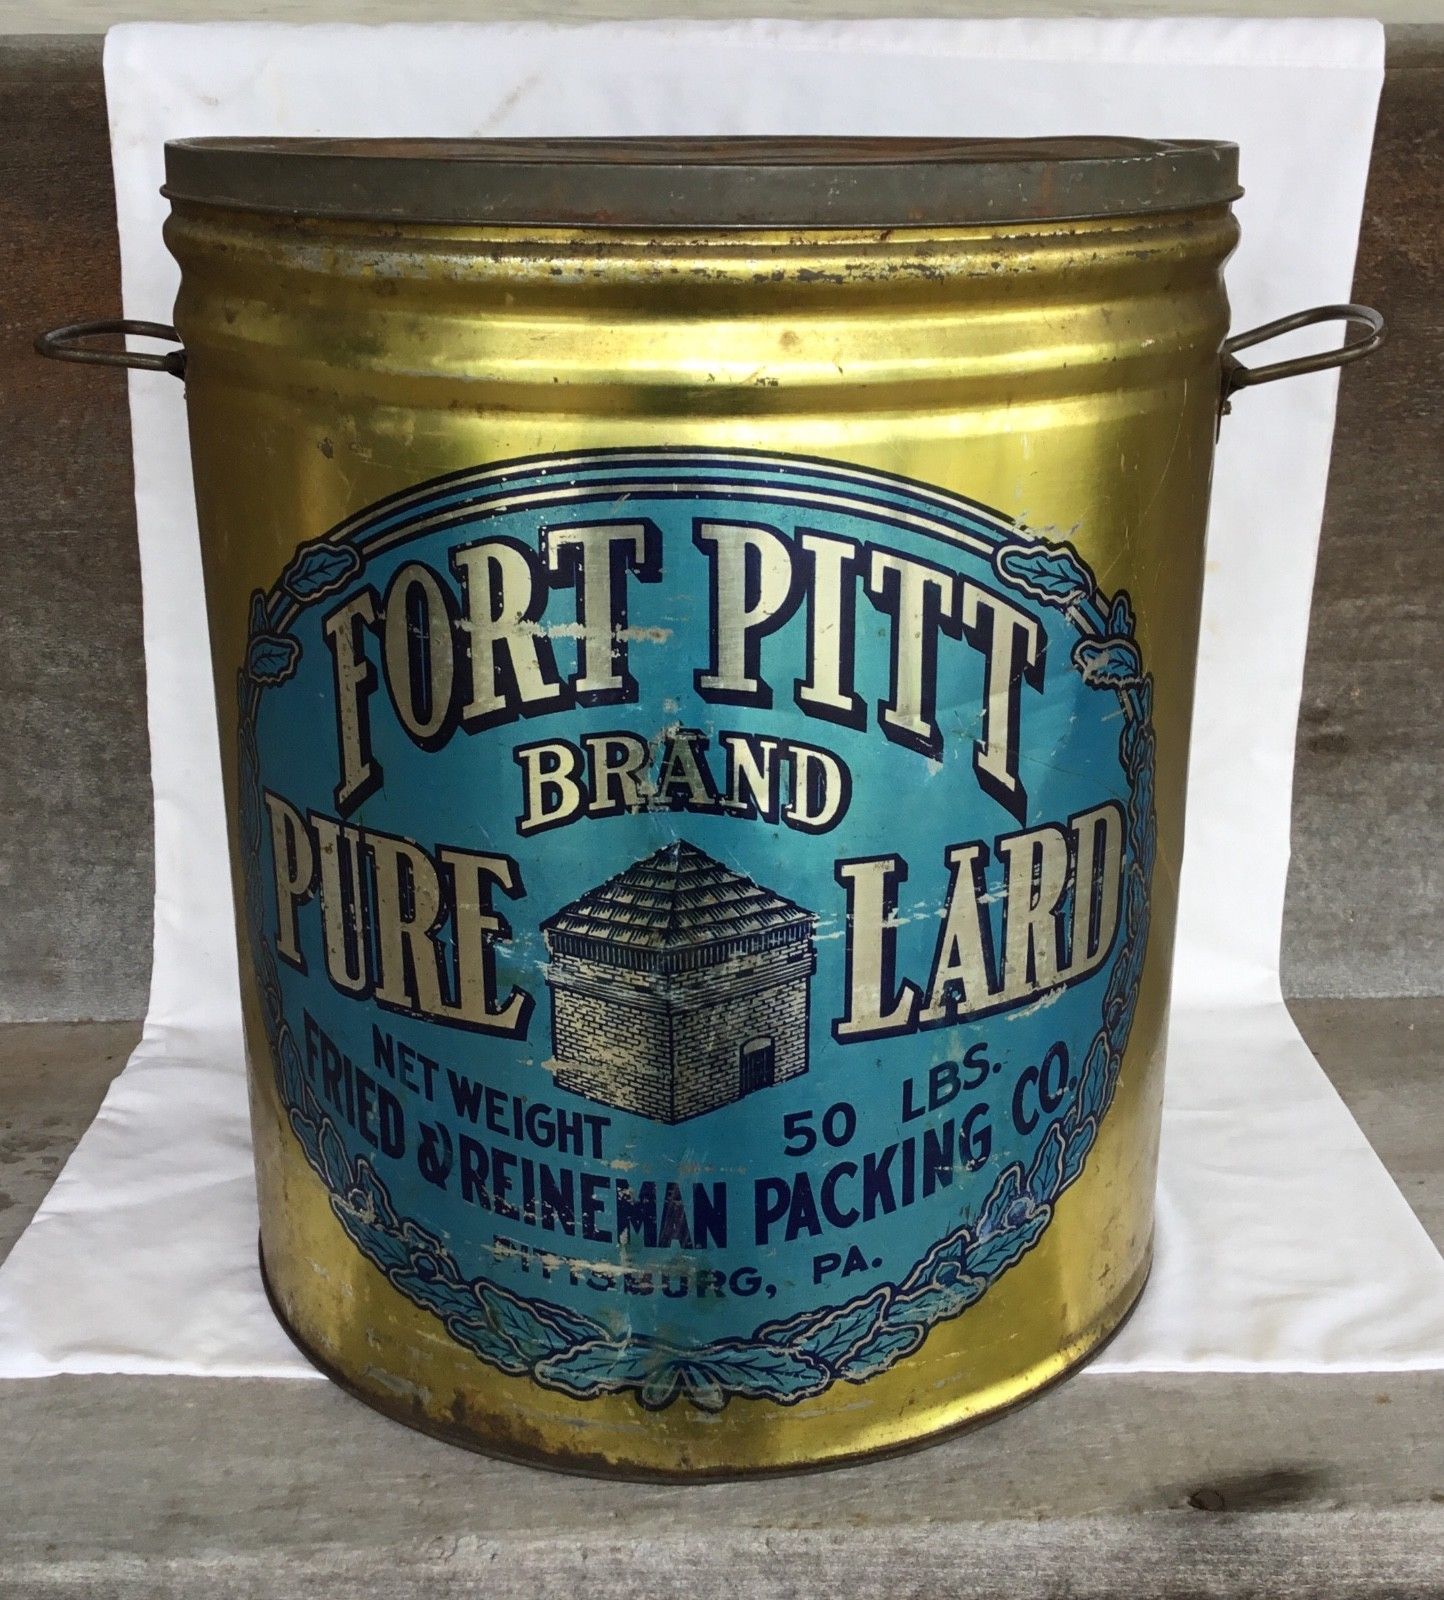 FORT PITT
BRAND
PURE LARD
NET WEIGHT 50 LBS.
FRIED & REINEMAN PACKING CO.
PITTSBURG, PA.